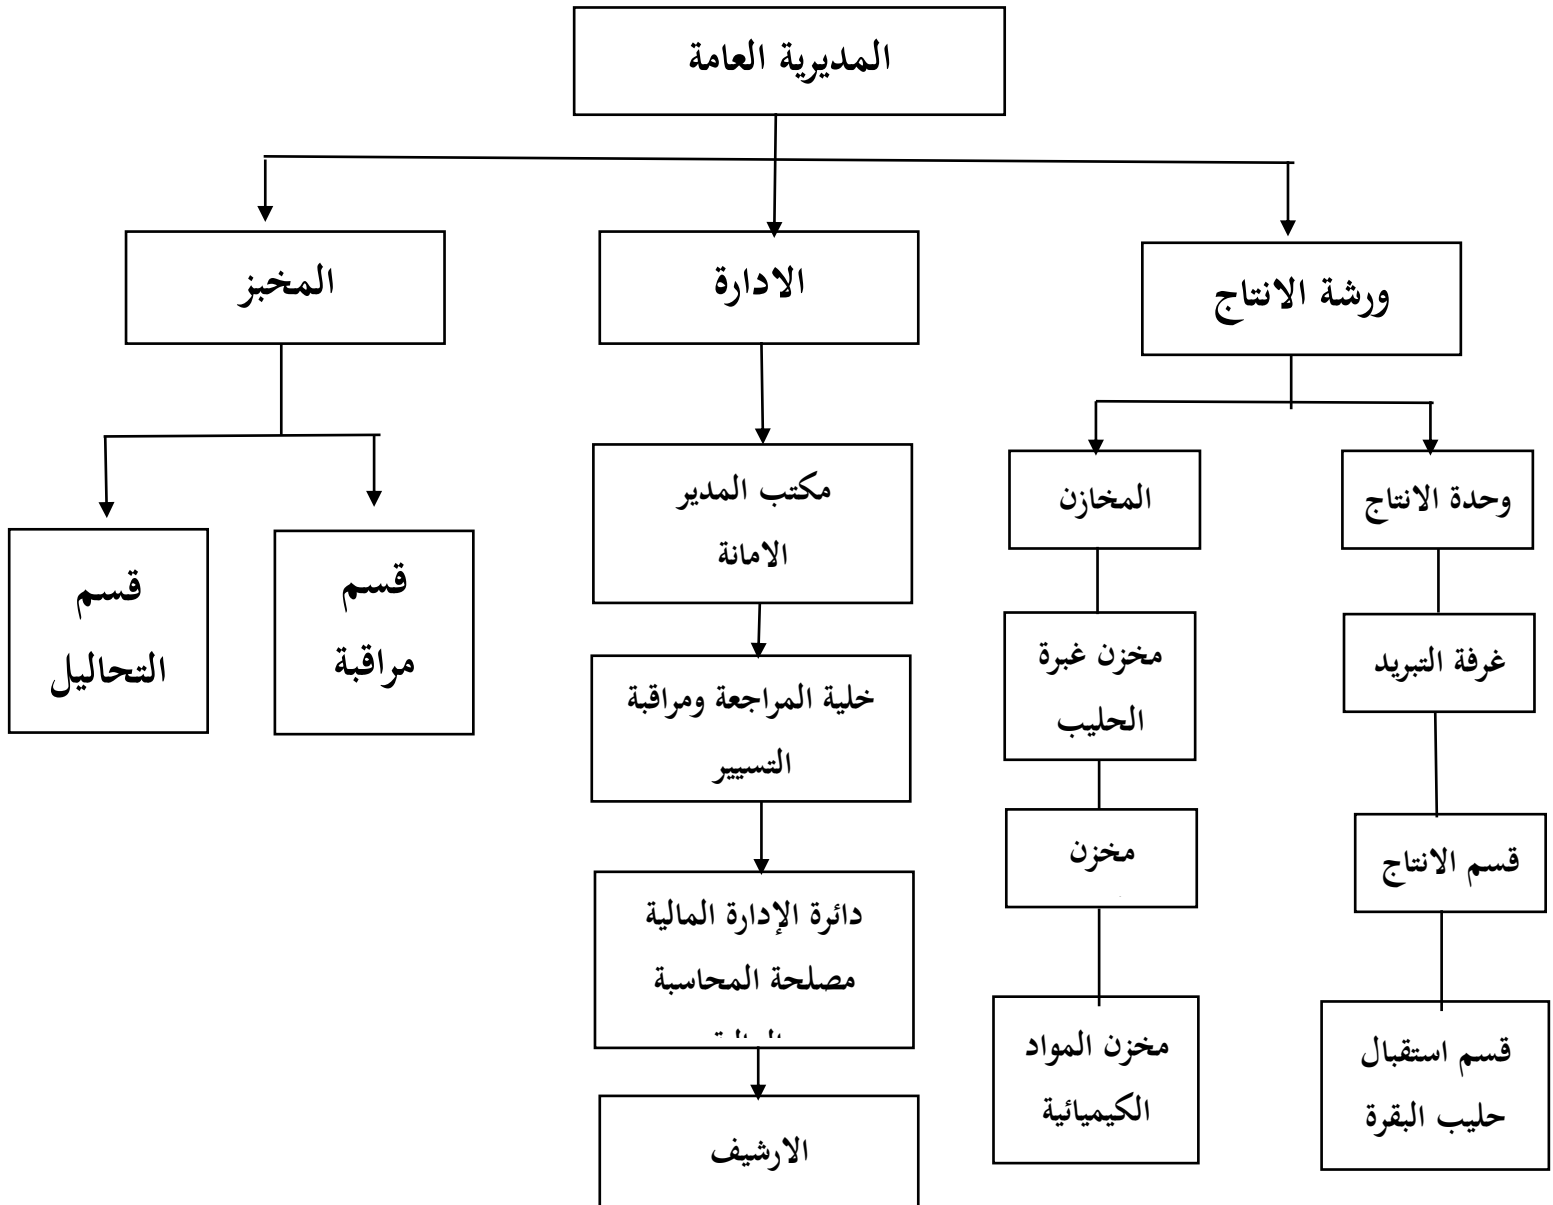 المديرية العامة
ورشة الانتاج
الادارة
المخبز
وحدة الانتاج
المخازن
مكتب المدير
الامانة
قسم
مراقبة
قسم
التحاليل
غرفة التبريد
مخزن غبرة
الحليب
خلية المراجعة ومراقبة
التسيير
قسم الانتاج
مخزن
دائرة الإدارة المالية
مصلحة المحاسبة
قسم استقبال
حليب البقرة
مخزن المواد
الكيميائية
الارشيف